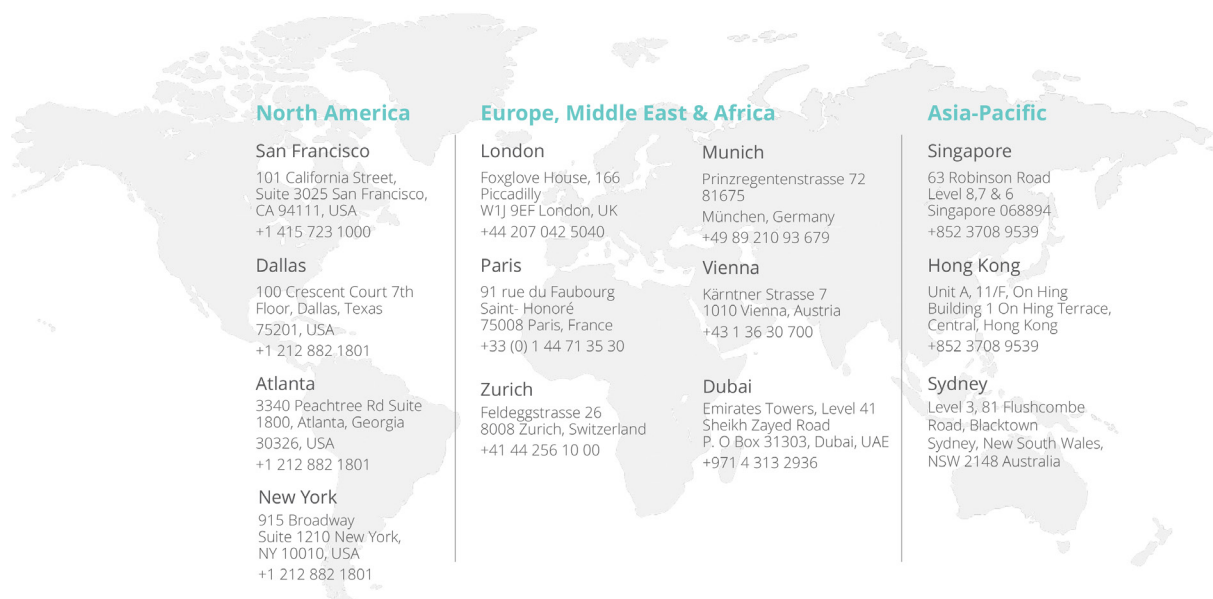 North America
San Francisco
101 California Street,
Suite 3025 San Francisco,
CA 94111, USA
+1 415 723 1000
Dallas
100 Crescent Court 7th
Floor, Dallas, Texas
75201, USA
+1 212 882 1801
Atlanta
3340 Peachtree Rd Suite
1800, Atlanta, Georgia
30326, USA
+1 212 882 1801
New York
915 Broadway
Suite 1210 New York,
NY 10010, USA
+1 212 882 1801
Europe, Middle East & Africa
London
Foxglove House, 166
Piccadilly
W1J 9EF London, UK
+44 207 042 5040
Paris
91 rue du Faubourg
Saint- Honoré
75008 Paris, France
+33 (0) 1 44 71 35 30
Zurich
Feldeggstrasse 26
8008 Zurich, Switzerland
+41 44 256 10 00
Munich
Prinzregentenstrasse 72
81675
München, Germany
+49 89 210 93 679
Vienna
Kärntner Strasse 7
1010 Vienna, Austria
+43 1 36 30 700
Dubai
Emirates Towers, Level 41
Sheikh Zayed Road
P. O Box 31303, Dubai, UAE
+971 4 313 2936
Asia-Pacific
Singapore
63 Robinson Road
Level 8,7 & 6
Singapore 068894
+852 3708 9539
Hong Kong
Unit A, 11/F, On Hing
Building 1 On Hing Terrace,
Central, Hong Kong
+852 3708 9539
Sydney
Level 3, 81 Flushcombe
Road, Blacktown
Sydney, New South Wales,
NSW 2148 Australia